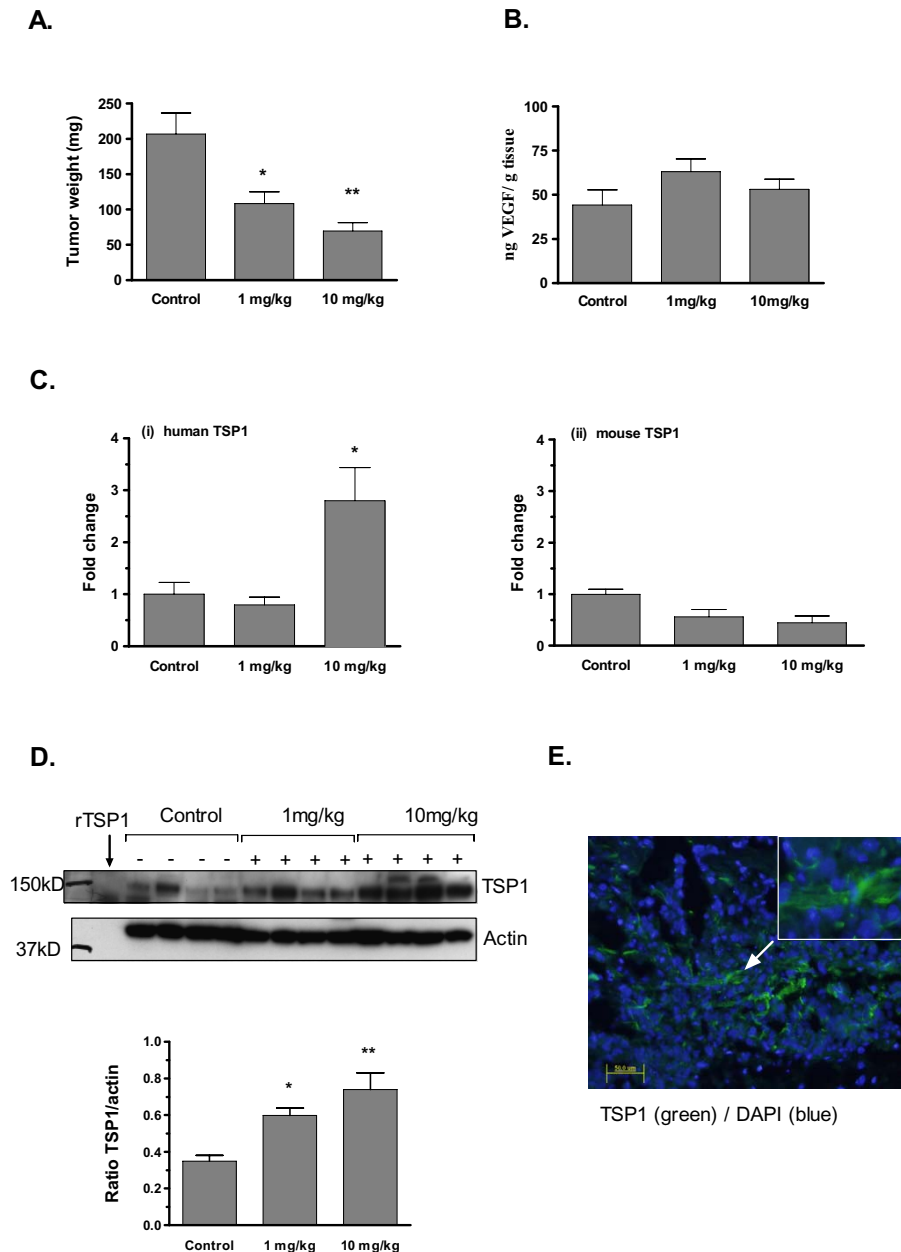 A.
Tumor weight (mg)
250
200
150
100
50
0
*
**
Control 1 mg/kg 10 mg/kg
B.
ng VEGF/ g tissue
100
75
50
25
0
Control 1mg/kg 10mg/kg
C.
(i) human TSP1
Fold change
4
3
2
1
0
*
Control 1 mg/kg 10 mg/kg
(ii) mouse TSP1
Fold change
4
3
2
1
0
Control 1 mg/kg 10 mg/kg
D.
rTSP1 Control 1mg/kg 10mg/kg
- - - - + + + + + + + +
150kD TSP1
37kD Actin
Ratio TSP1/actin
1.0
0.8
0.6
0.4
0.2
0.0
*
**
Control 1 mg/kg 10 mg/kg
E.
50.0 um
TSP1 (green) / DAPI (blue)